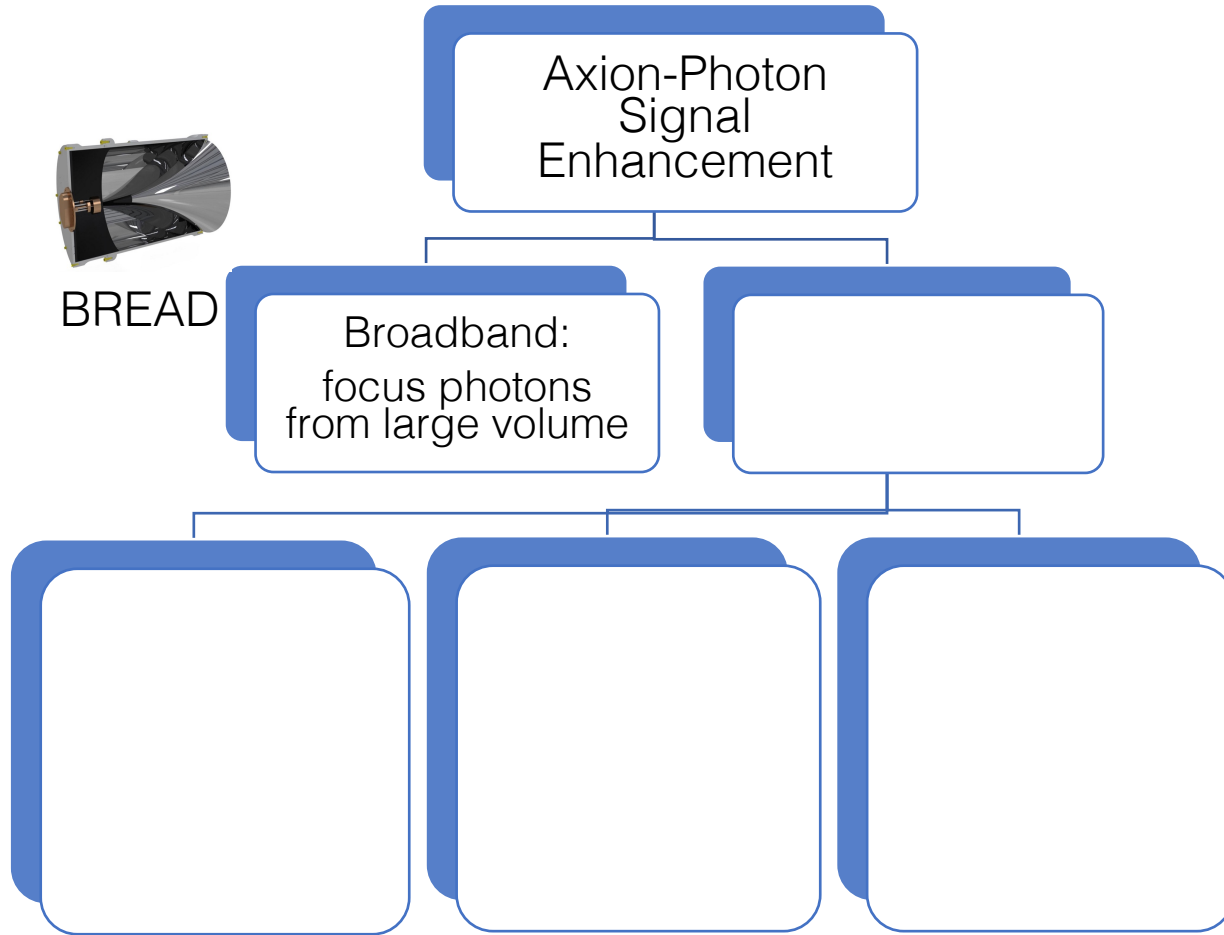 Axion-Photon
Signal
Enhancement
BREAD
Broadband:
focus photons
from large volume